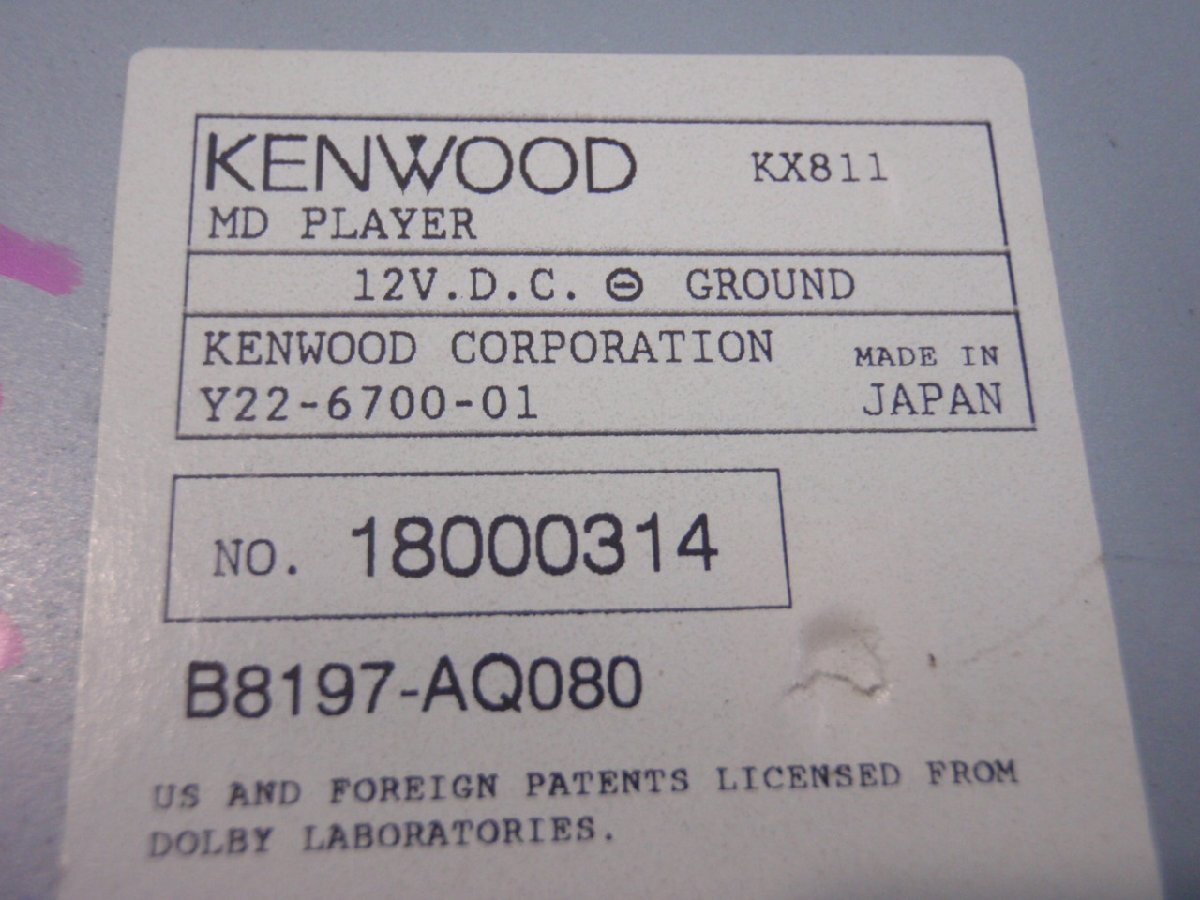 KENWOOD KX811
MD PLAYER
12V.D.C. ⊖ GROUND
KENWOOD CORPORATION MADE IN
Y22-6700-01 JAPAN
NO. 18000314
B8197-AQ080
US AND FOREIGN PATENTS LICENSED FROM
DOLBY LABORATORIES.